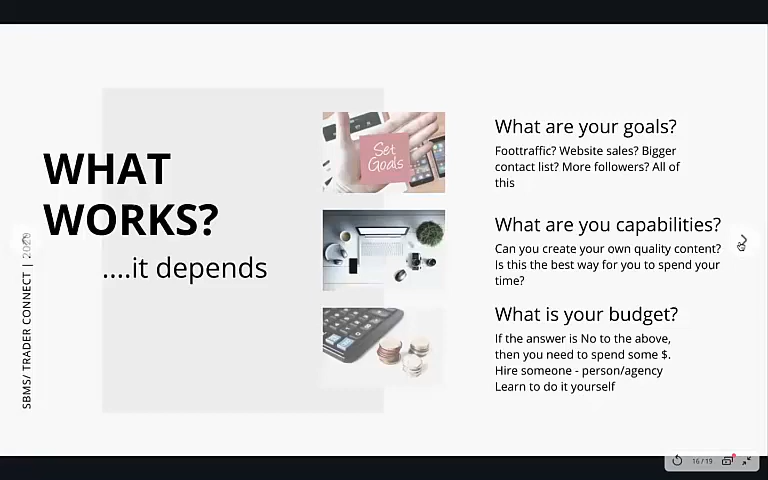 WHAT
WORKS?
....it depends
SBMS/ TRADER CONNECT | 2020
Set
Goals
What are your goals?
Foottraffic? Website sales? Bigger
contact list? More followers? All of
this
What are you capabilities?
Can you create your own quality content?
Is this the best way for you to spend your
time?
What is your budget?
If the answer is No to the above,
then you need to spend some $.
Hire someone - person/agency
Learn to do it yourself
16 / 19